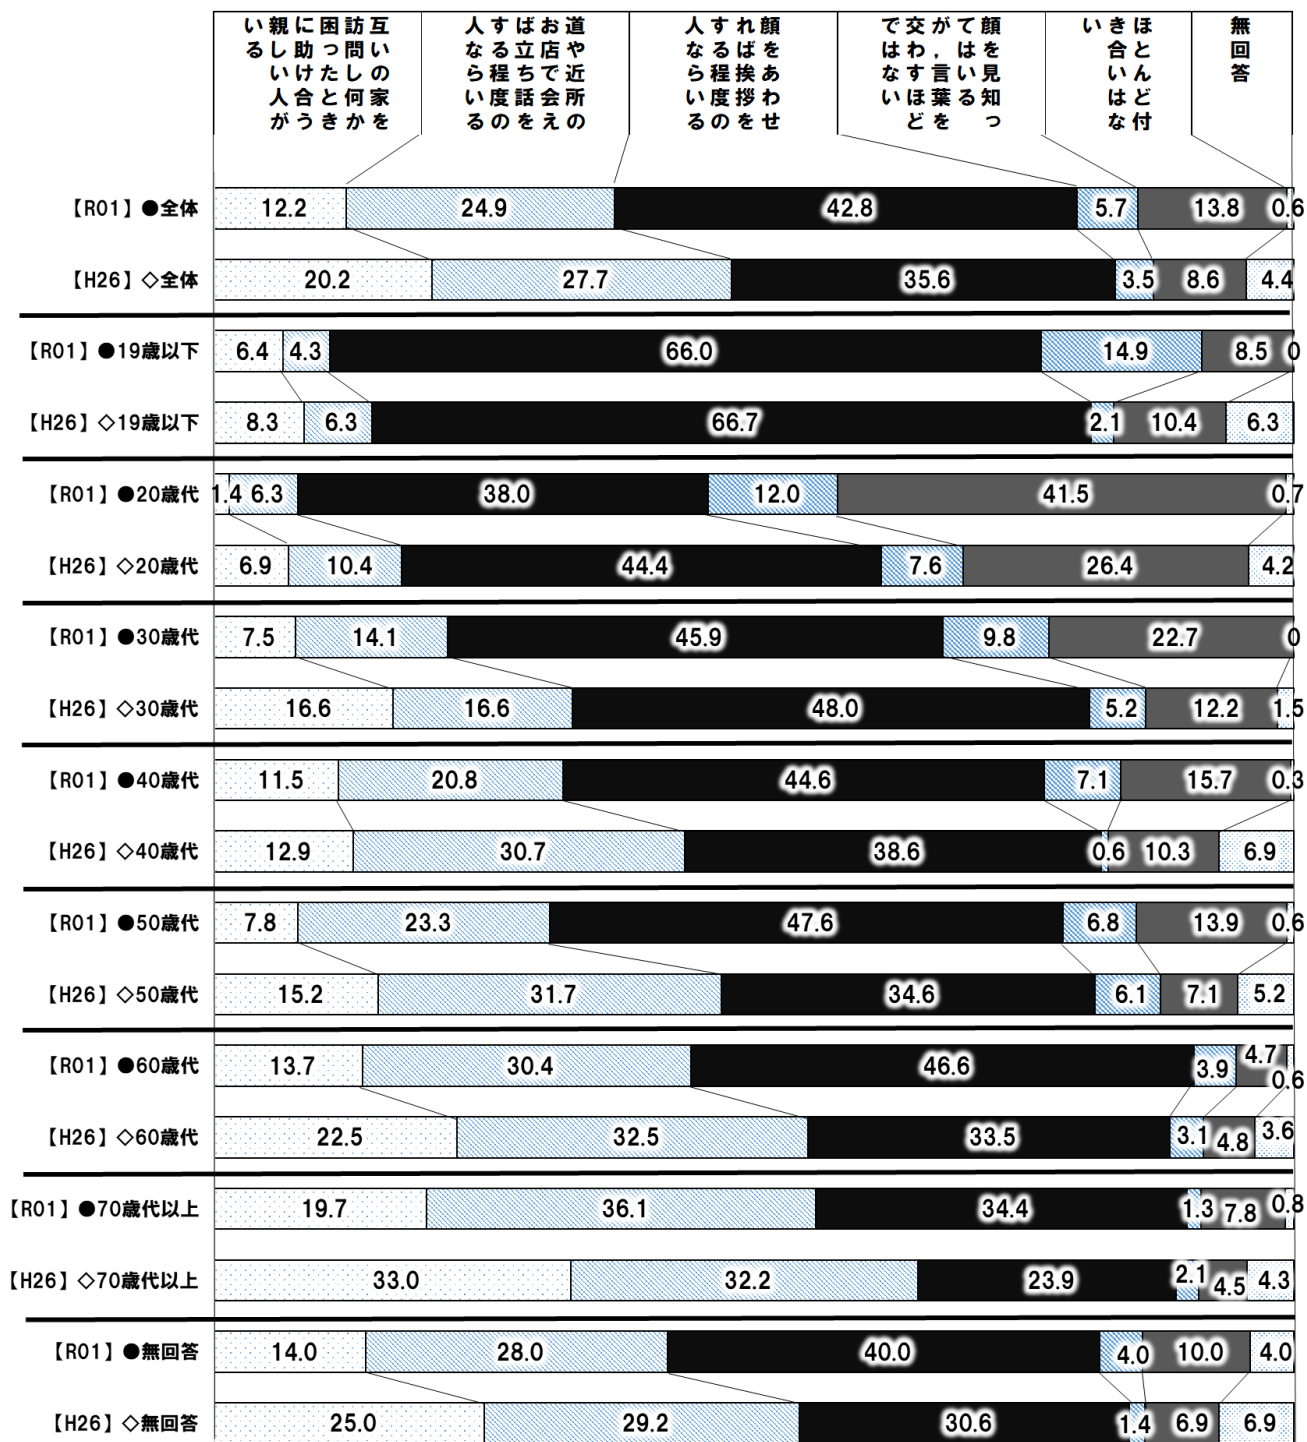 互いの家を
訪問し何か
困ったとき
に助け合う
親しい人が
いる
道や近所の
お店で会え
ば立ち話を
する程度の
人ならいる
顔をあわせ
れば挨拶を
する程度の
人ならいる
顔を見知っ
てはいる
が，言葉を
交わすほど
ではない
ほとんど付
き合いはな
い
無回答
【R01】●全体 12.2 24.9 42.8 5.7 13.8 0.6
【H26】◇全体 20.2 27.7 35.6 3.5 8.6 4.4
【R01】●19歳以下 6.4 4.3 66.0 14.9 8.5 0
【H26】◇19歳以下 8.3 6.3 66.7 2.1 10.4 6.3
【R01】●20歳代 1.4 6.3 38.0 12.0 41.5 0.7
【H26】◇20歳代 6.9 10.4 44.4 7.6 26.4 4.2
【R01】●30歳代 7.5 14.1 45.9 9.8 22.7 0
【H26】◇30歳代 16.6 16.6 48.0 5.2 12.2 1.5
【R01】●40歳代 11.5 20.8 44.6 7.1 15.7 0.3
【H26】◇40歳代 12.9 30.7 38.6 0.6 10.3 6.9
【R01】●50歳代 7.8 23.3 47.6 6.8 13.9 0.6
【H26】◇50歳代 15.2 31.7 34.6 6.1 7.1 5.2
【R01】●60歳代 13.7 30.4 46.6 3.9 4.7 0.6
【H26】◇60歳代 22.5 32.5 33.5 3.1 4.8 3.6
【R01】●70歳代以上 19.7 36.1 34.4 1.3 7.8 0.8
【H26】◇70歳代以上 33.0 32.2 23.9 2.1 4.5 4.3
【R01】●無回答 14.0 28.0 40.0 4.0 10.0 4.0
【H26】◇無回答 25.0 29.2 30.6 1.4 6.9 6.9